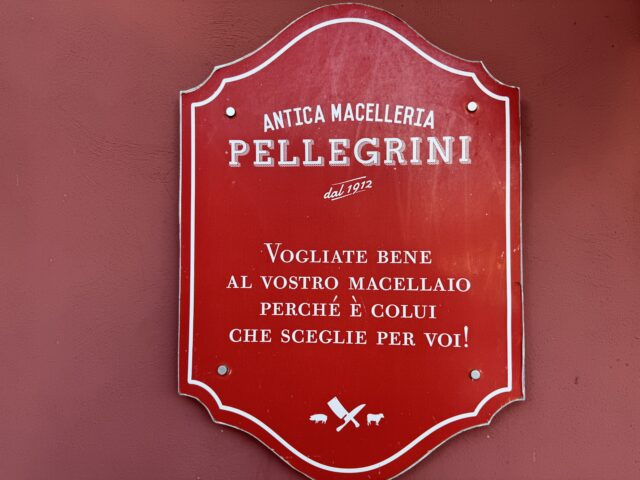 ANTICA MACELLERIA
PELLEGRINI
dal 1912
VOGLIATE BENE
AL VOSTRO MACELLAIO
PERCHÉ È COLUI
CHE SCEGLIE PER VOI!